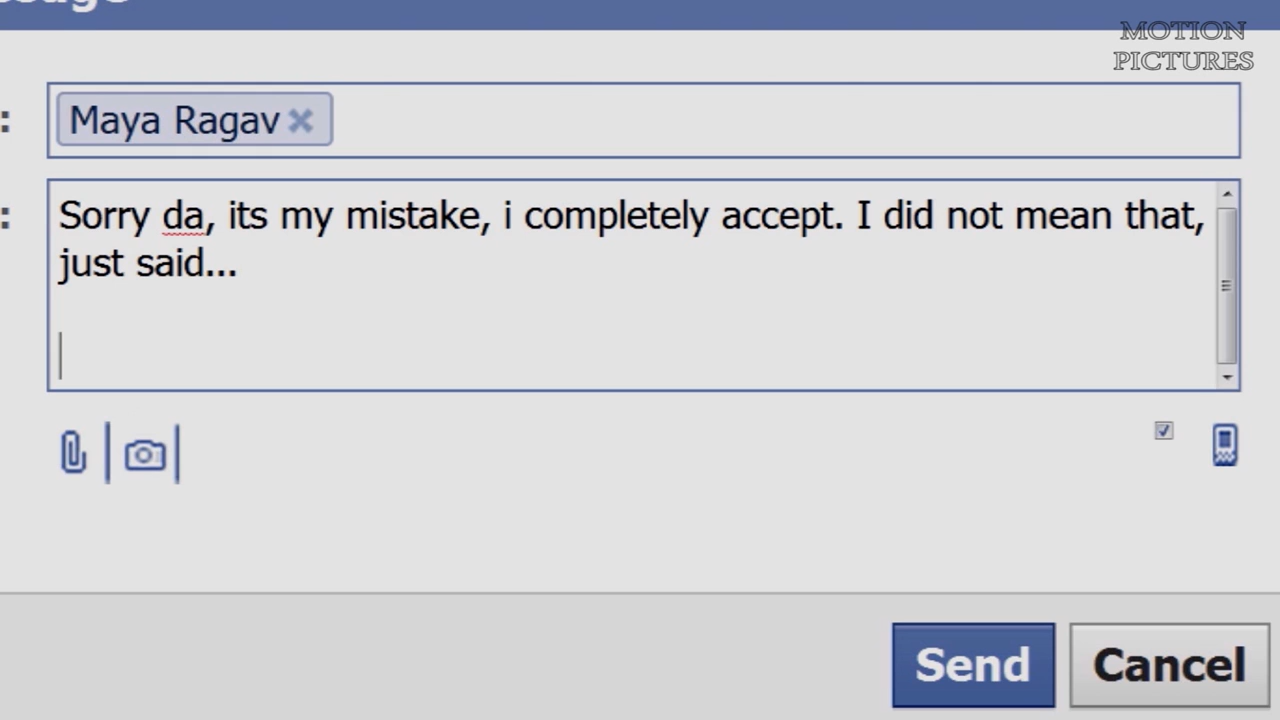 MOTION
PICTURES
:
Maya Ragav
:
Sorry da, its my mistake, i completely accept. I did not mean that,
just said...
Send
Cancel